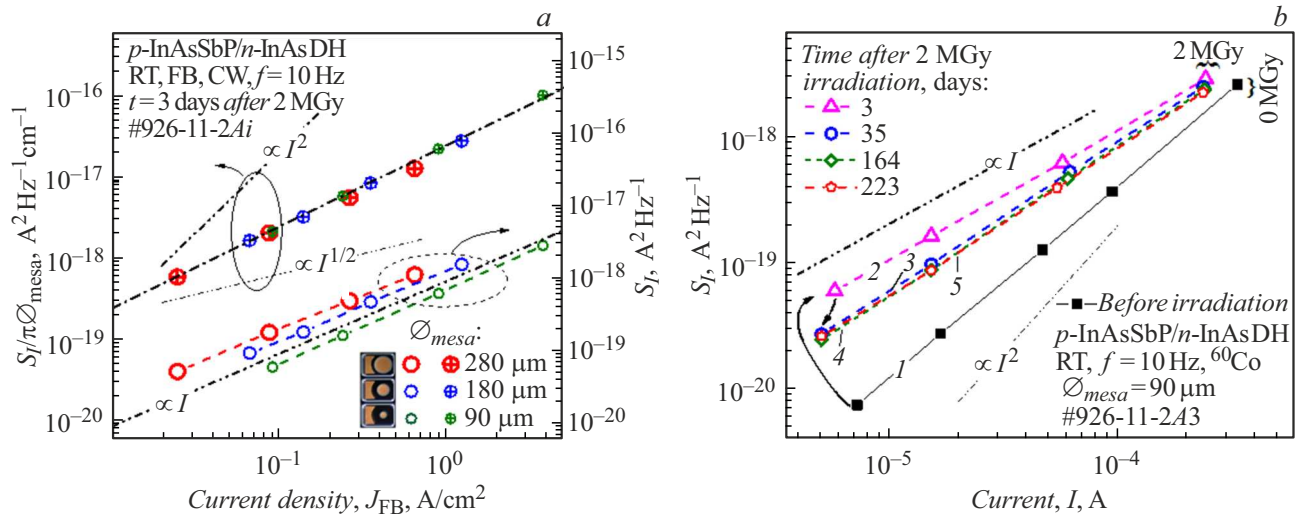 a
p-InAsSbP/n-InAs DH
RT, FB, CW, f = 10 Hz
t = 3 days after 2 MGy
#926-11-2Ai
∝ I²
∝ I¹ᐟ²
∝ I
Ømesa:
280 μm
180 μm
90 μm
S_I/πØmesa, A² Hz⁻¹ cm⁻¹
10⁻¹⁶
10⁻¹⁷
10⁻¹⁸
10⁻¹⁹
10⁻²⁰
10⁻¹⁵
10⁻¹⁶
10⁻¹⁷
10⁻¹⁸
10⁻¹⁹
10⁻²⁰
S_I, A² Hz⁻¹
10⁻¹ 10⁰
Current density, J_FB, A/cm²
b
Time after 2 MGy
irradiation, days:
3
35
164
223
2 MGy
0 MGy
∝ I
2
3
5
4
1
∝ I²
Before irradiation
p-InAsSbP/n-InAs DH
RT, f = 10 Hz, ⁶⁰Co
Ømesa = 90 μm
#926-11-2A3
S_I, A² Hz⁻¹
10⁻¹⁸
10⁻¹⁹
10⁻²⁰
10⁻⁵ 10⁻⁴
Current, I, A